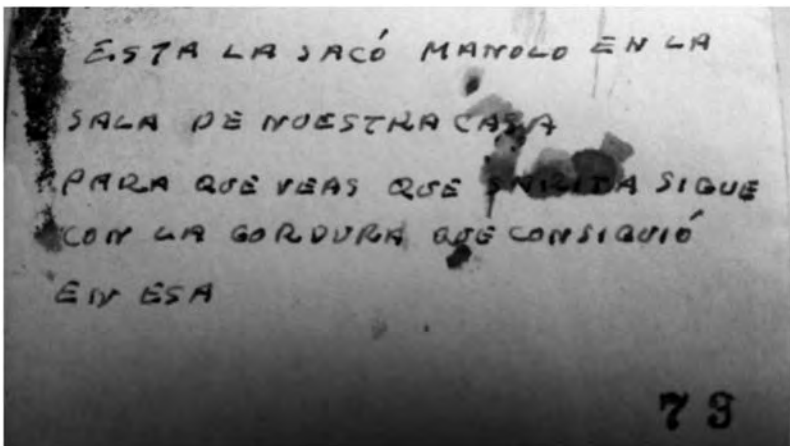 ESTA LA SACÓ MANOLO EN LA
SALA DE NUESTRA CASA
PARA QUE VEAS QUE SIGUE
CON LA GORDURA QUE CONSIGUIÓ
EN ESA
73